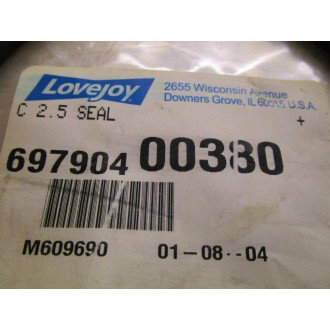 Lovejoy
2655 Wisconsin Avenue
Downers Grove, IL 60515 U.S.A.
C 2.5 SEAL
+
697904 00380
M609690 01-08--04